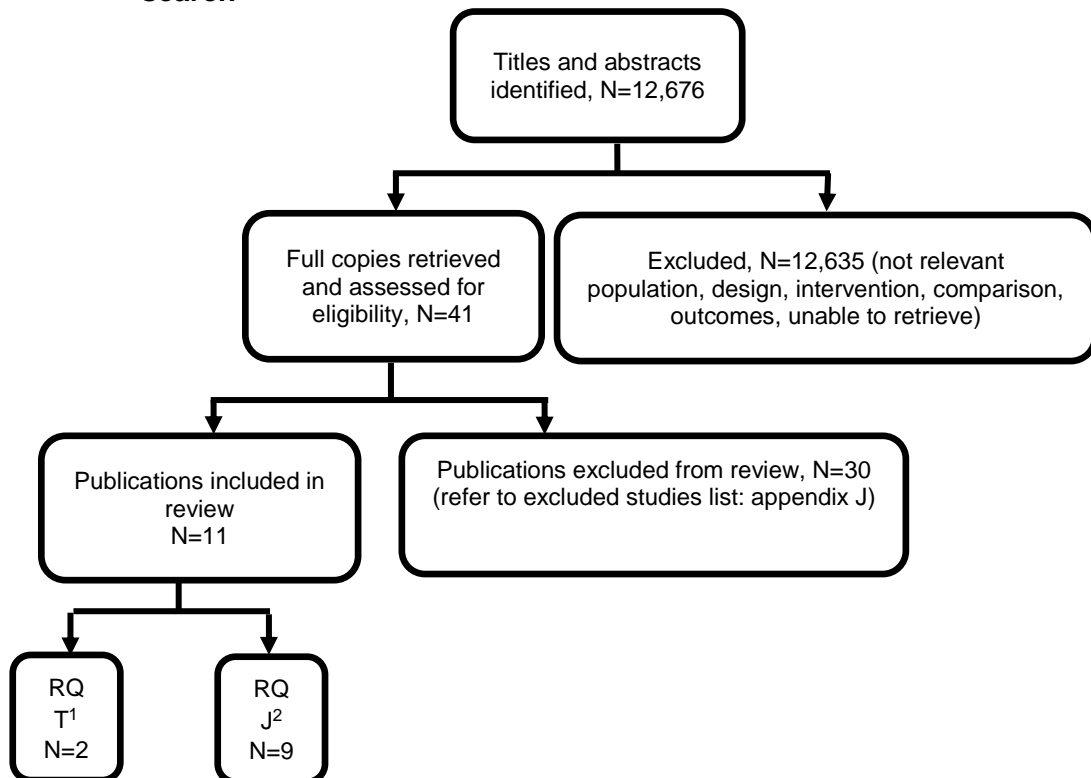 search
Titles and abstracts
identified, N=12,676
Full copies retrieved
and assessed for
eligibility, N=41
Excluded, N=12,635 (not relevant
population, design, intervention, comparison,
outcomes, unable to retrieve)
Publications included in
review
N=11
Publications excluded from review, N=30
(refer to excluded studies list: appendix J)
RQ
T¹
N=2
RQ
J²
N=9